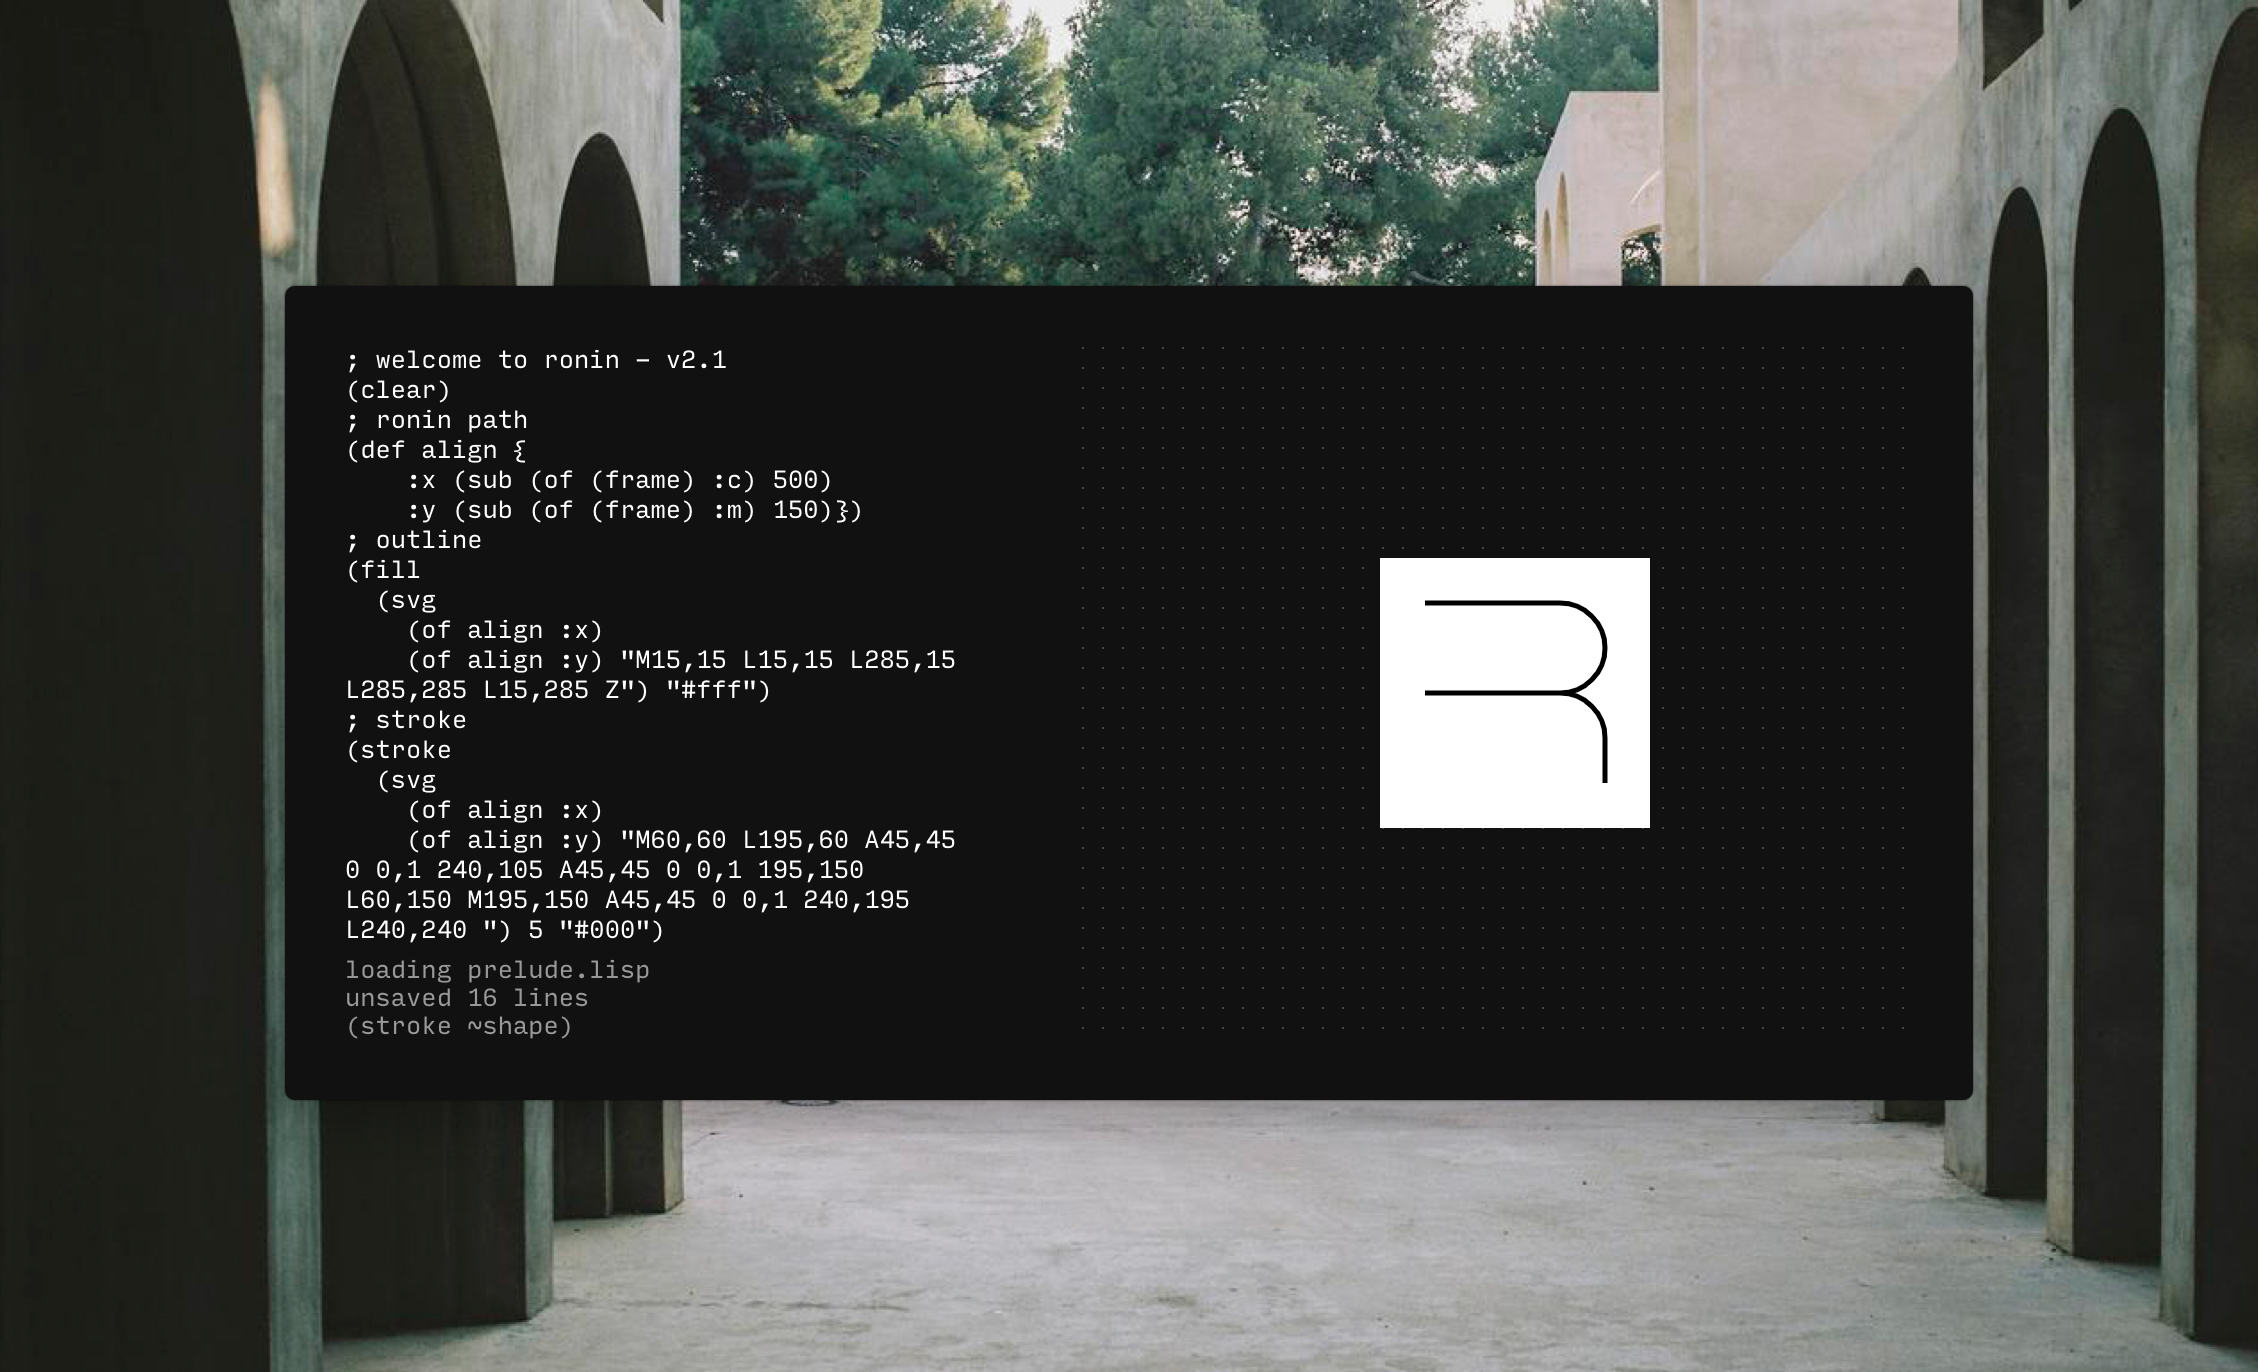 ; welcome to ronin - v2.1
(clear)
; ronin path
(def align {
    :x (sub (of (frame) :c) 500)
    :y (sub (of (frame) :m) 150)})
; outline
(fill
  (svg
    (of align :x)
    (of align :y) "M15,15 L15,15 L285,15
L285,285 L15,285 Z") "#fff")
; stroke
(stroke
  (svg
    (of align :x)
    (of align :y) "M60,60 L195,60 A45,45
0 0,1 240,105 A45,45 0 0,1 195,150
L60,150 M195,150 A45,45 0 0,1 240,195
L240,240 ") 5 "#000")
loading prelude.lisp
unsaved 16 lines
(stroke ~shape)